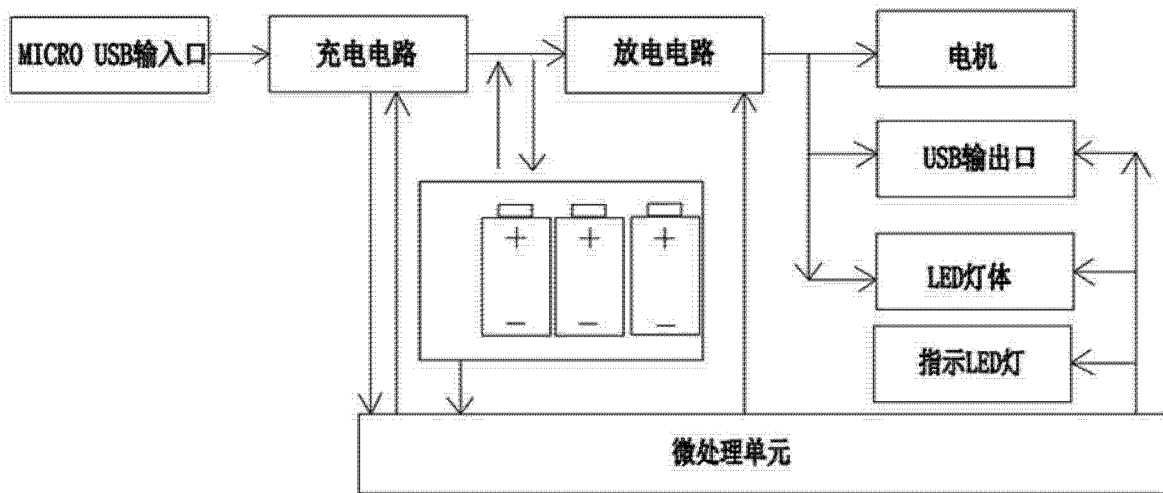 MICRO USB输入口
充电电路
放电电路
电机
USB输出口
+ + +
- - -
LED灯体
指示LED灯
微处理单元